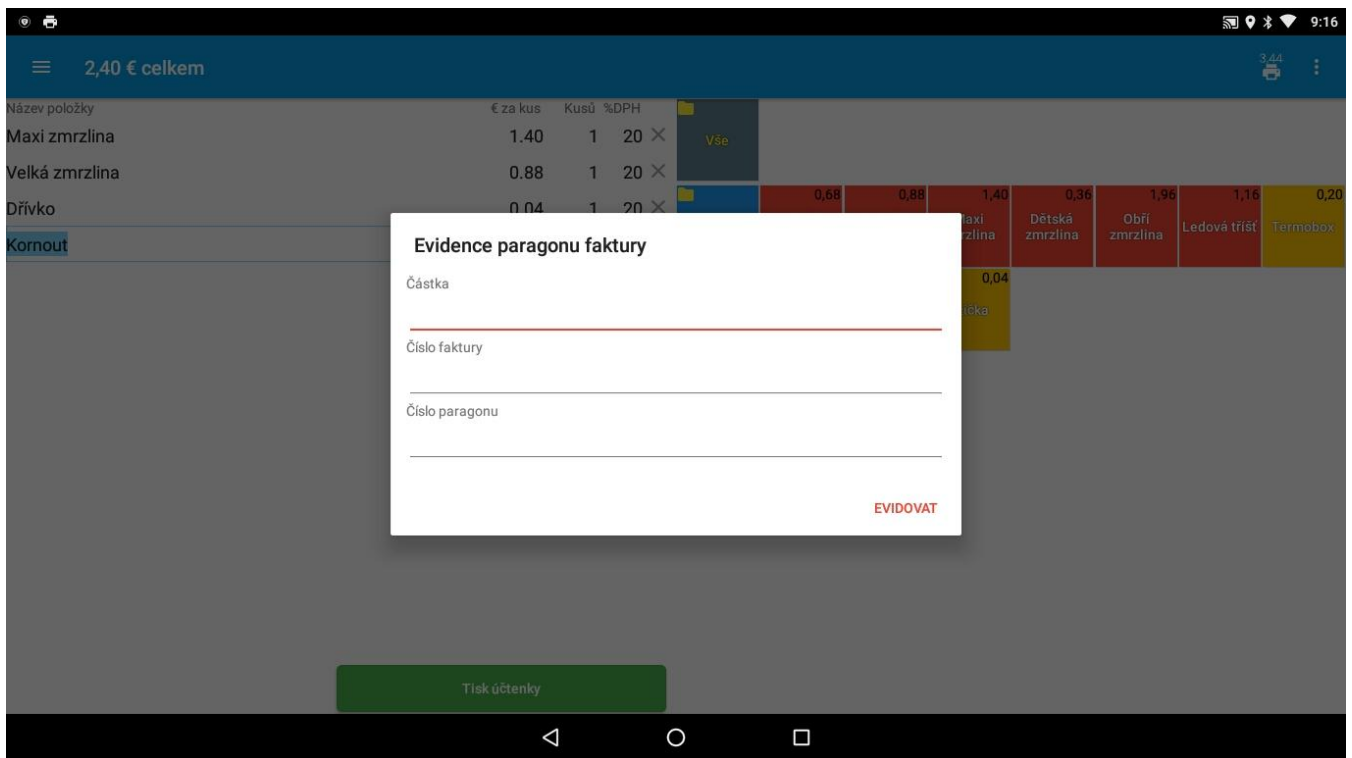 9:16
2,40 € celkem
3,44
Název položky € za kus Kusů %DPH
Maxi zmrzlina 1.40 1 20
Velká zmrzlina 0.88 1 20
Dřívko 0.04 1 20
Kornout
Vše
0,68 0,88 1,40 0,36 1,96 1,16 0,20
Dětská zmrzlina
Obří zmrzlina
Ledová tříšť
Termobox
0,04
Evidence paragonu faktury
Částka
Číslo faktury
Číslo paragonu
EVIDOVAT
Tisk účtenky